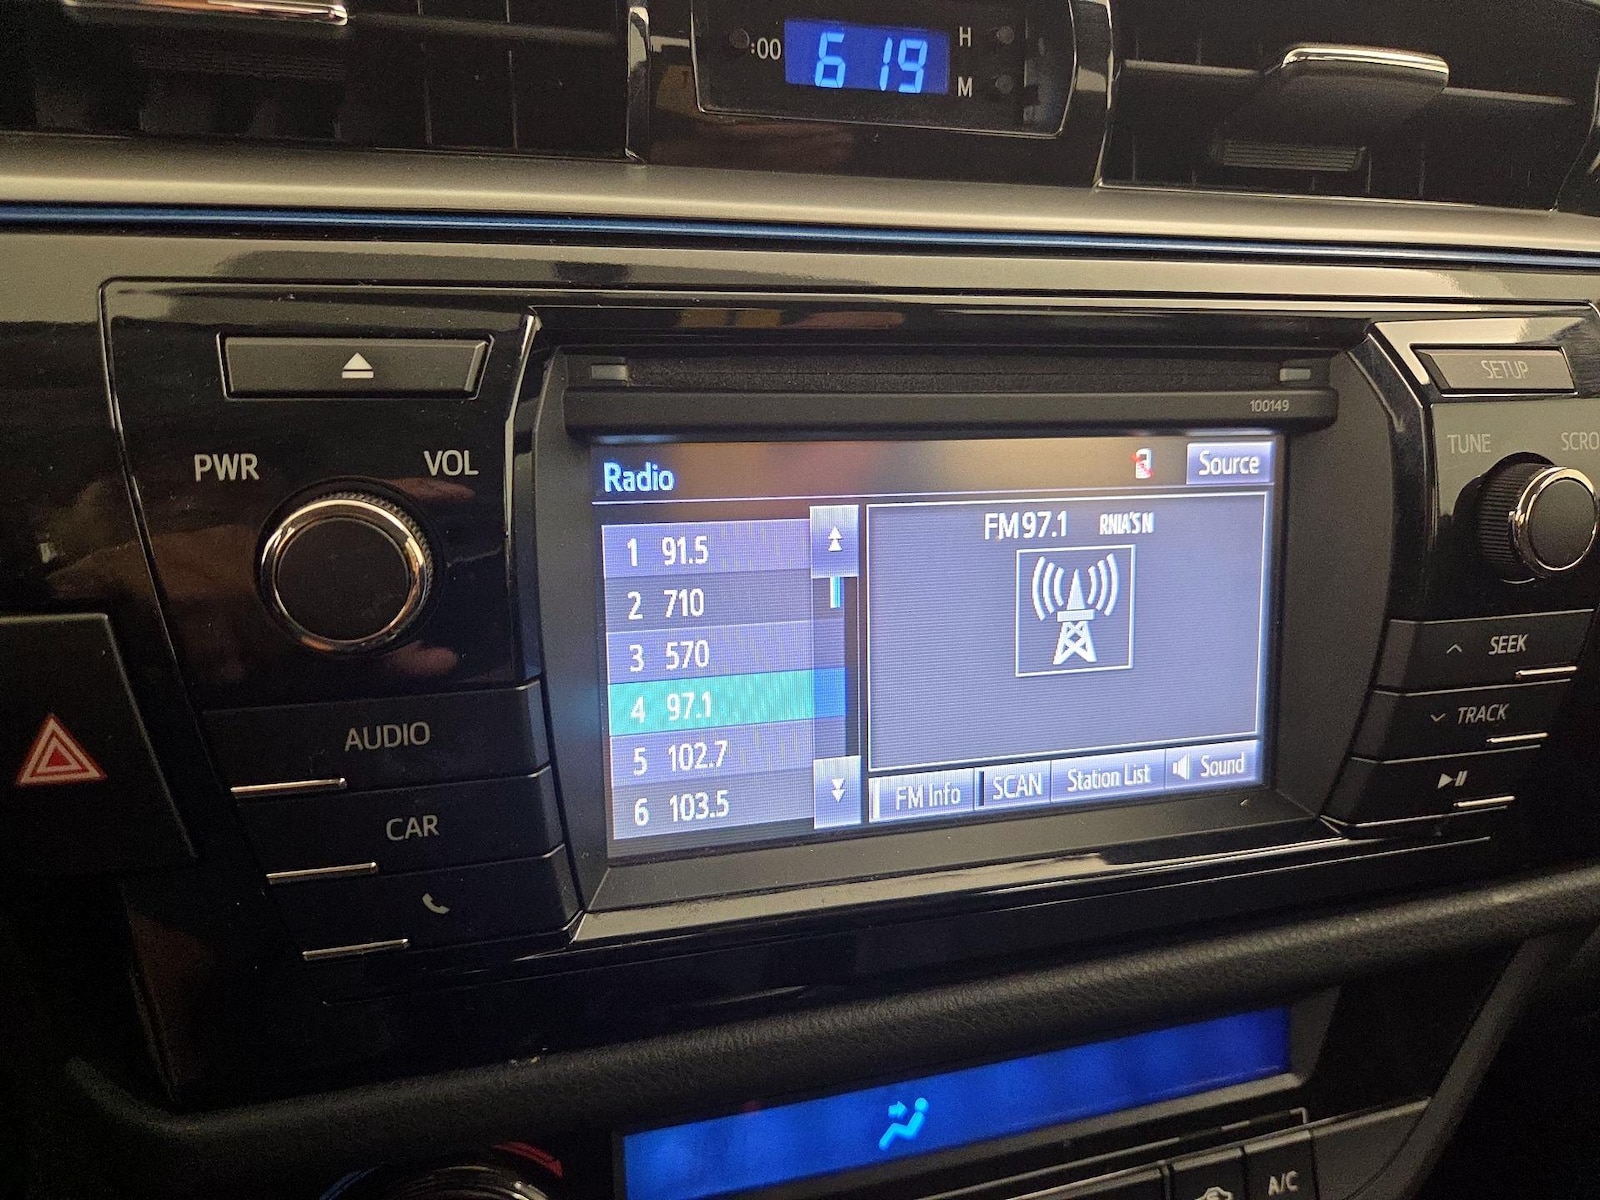 :00 6 19 H
M
100149
SETUP
PWR VOL
TUNE SCRO
Radio Source
FM 97.1 RNIA'S N
1 91.5
2 710
3 570
4 97.1
5 102.7
6 103.5
FM Info SCAN Station List Sound
SEEK
TRACK
AUDIO
CAR
A/C